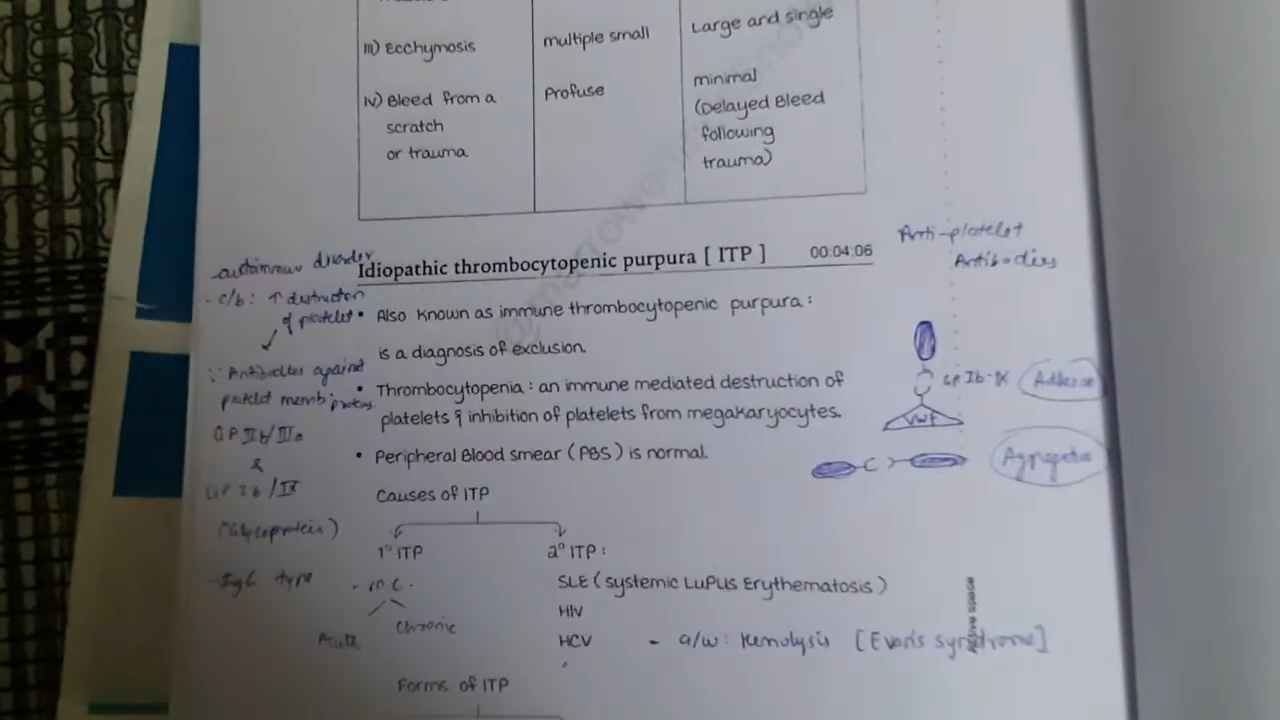 III) Ecchymosis
multiple small
Large and single
IV) Bleed from a
scratch
or trauma
Profuse
minimal
(Delayed Bleed
following
trauma)
Idiopathic thrombocytopenic purpura [ ITP ] 00:04:06
Anti-platelet
Antibodies
- autoimmune disorder
- c/b: ↑ destruction
of platelet
∵ Antibodies against
platelet memb proteins
GP IIb/IIIa
&
GP Ib/IX
(Glycoprotein)
- IgG type
• Also known as immune thrombocytopenic purpura :
is a diagnosis of exclusion.
• Thrombocytopenia : an immune mediated destruction of
platelets & inhibition of platelets from megakaryocytes.
• Peripheral Blood smear (PBS) is normal.
GP Ib-IX
vWF
Causes of ITP
1° ITP
- m.c.
Acute
Chronic
2° ITP :
SLE ( systemic Lupus Erythematosis )
HIV
HCV
- a/w: Hemolysis [Evan's syndrome]
space
Forms of ITP